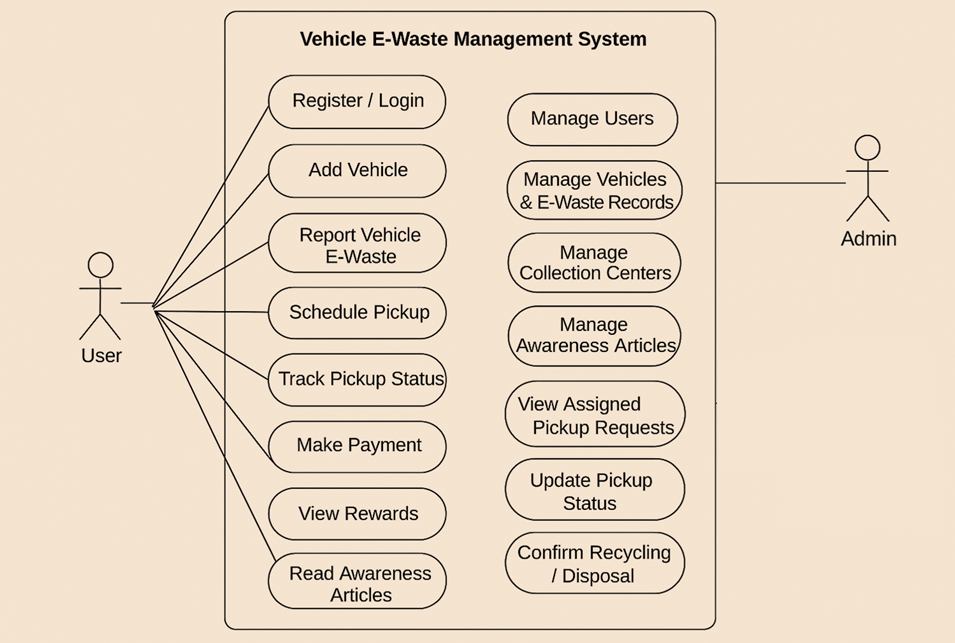 Vehicle E-Waste Management System
Register / Login
Add Vehicle
Report Vehicle
E-Waste
Schedule Pickup
Track Pickup Status
Make Payment
View Rewards
Read Awareness
Articles
Manage Users
Manage Vehicles
& E-Waste Records
Manage
Collection Centers
Manage
Awareness Articles
View Assigned
Pickup Requests
Update Pickup
Status
Confirm Recycling
/ Disposal
User
Admin